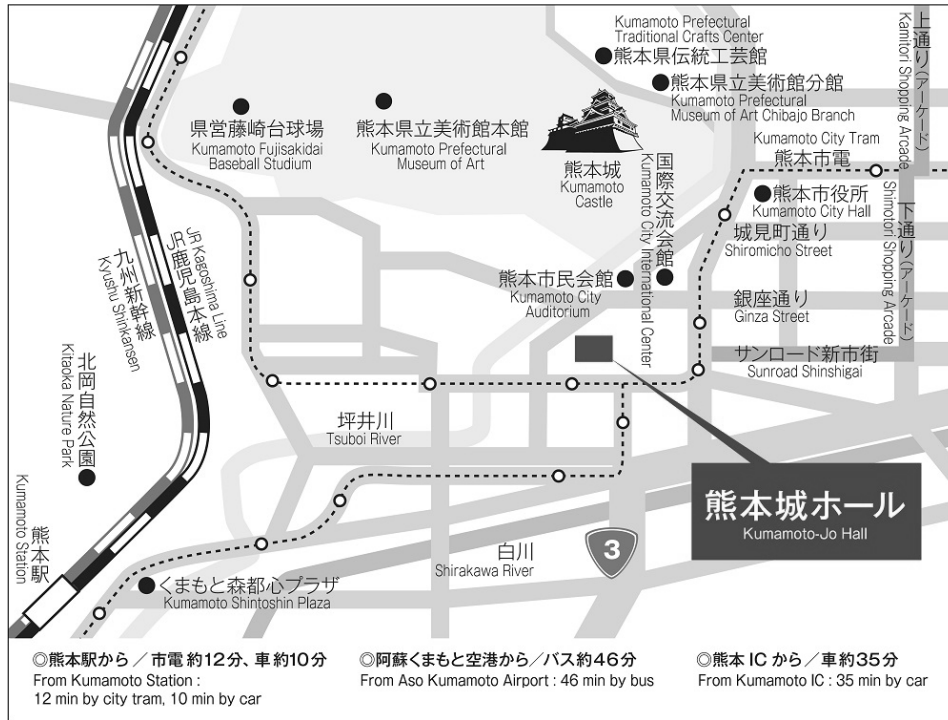 Kumamoto Prefectural
Traditional Crafts Center
熊本県伝統工芸館
熊本県立美術館分館
Kumamoto Prefectural
Museum of Art Chibajo Branch
上通り(アーケード)
Kamitori Shopping Arcade
県営藤崎台球場
Kumamoto Fujisakidai
Baseball Studium
熊本県立美術館本館
Kumamoto Prefectural
Museum of Art
熊本城
Kumamoto
Castle
国際交流会館
Kumamoto City International Center
Kumamoto City Tram
熊本市電
熊本市役所
Kumamoto City Hall
城見町通り
Shiromicho Street
下通り(アーケード)
Shimotori Shopping Arcade
熊本市民会館
Kumamoto City
Auditorium
銀座通り
Ginza Street
サンロード新市街
Sunroad Shinshigai
JR Kagoshima Line
JR鹿児島本線
九州新幹線
Kyushu Shinkansen
北岡自然公園
Kitaoka Nature Park
坪井川
Tsuboi River
熊本城ホール
Kumamoto-Jo Hall
熊本駅
Kumamoto Station
白川
Shirakawa River
3
くまもと森都心プラザ
Kumamoto Shintoshin Plaza
◎熊本駅から / 市電約12分、車約10分
From Kumamoto Station :
12 min by city tram, 10 min by car
◎阿蘇くまもと空港から/バス約46分
From Aso Kumamoto Airport : 46 min by bus
◎熊本 IC から/車約35分
From Kumamoto IC : 35 min by car